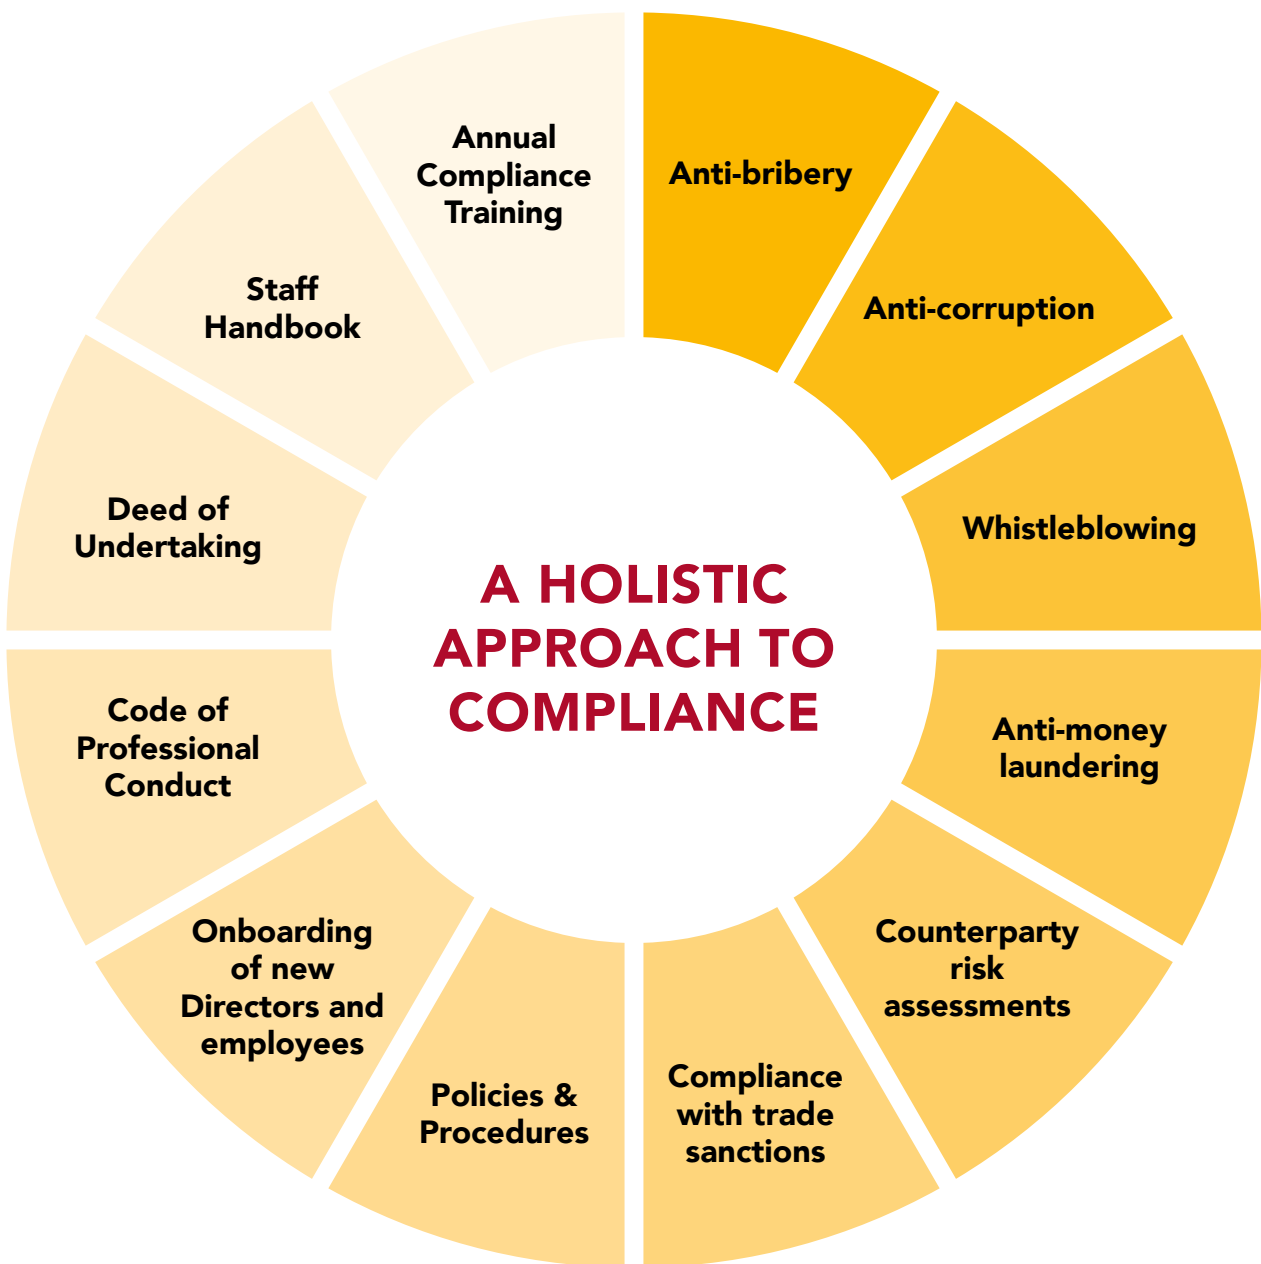 A HOLISTIC
APPROACH TO
COMPLIANCE
Anti-bribery
Anti-corruption
Whistleblowing
Anti-money
laundering
Counterparty
risk
assessments
Compliance
with trade
sanctions
Policies &
Procedures
Onboarding
of new
Directors and
employees
Code of
Professional
Conduct
Deed of
Undertaking
Staff
Handbook
Annual
Compliance
Training